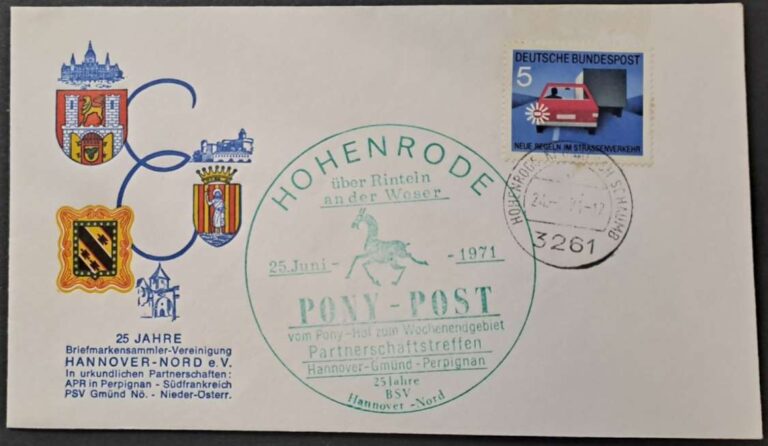 DEUTSCHE BUNDESPOST
5
NEUE REGELN IM STRASSENVERKEHR
3261
HOHENRODE
über Rinteln
an der Weser
25. Juni - - 1971
PONY-POST
vom Pony-Hof zum Wochenendgebiet
Partnerschaftstreffen
Hannover-Gmünd-Perpignan
25 Jahre
BSV
Hannover-Nord
25 JAHRE
Briefmarkensammler-Vereinigung
HANNOVER-NORD e.V.
In urkundlichen Partnerschaften:
APR in Perpignan - Südfrankreich
PSV Gmünd Nö. - Nieder-Österr.